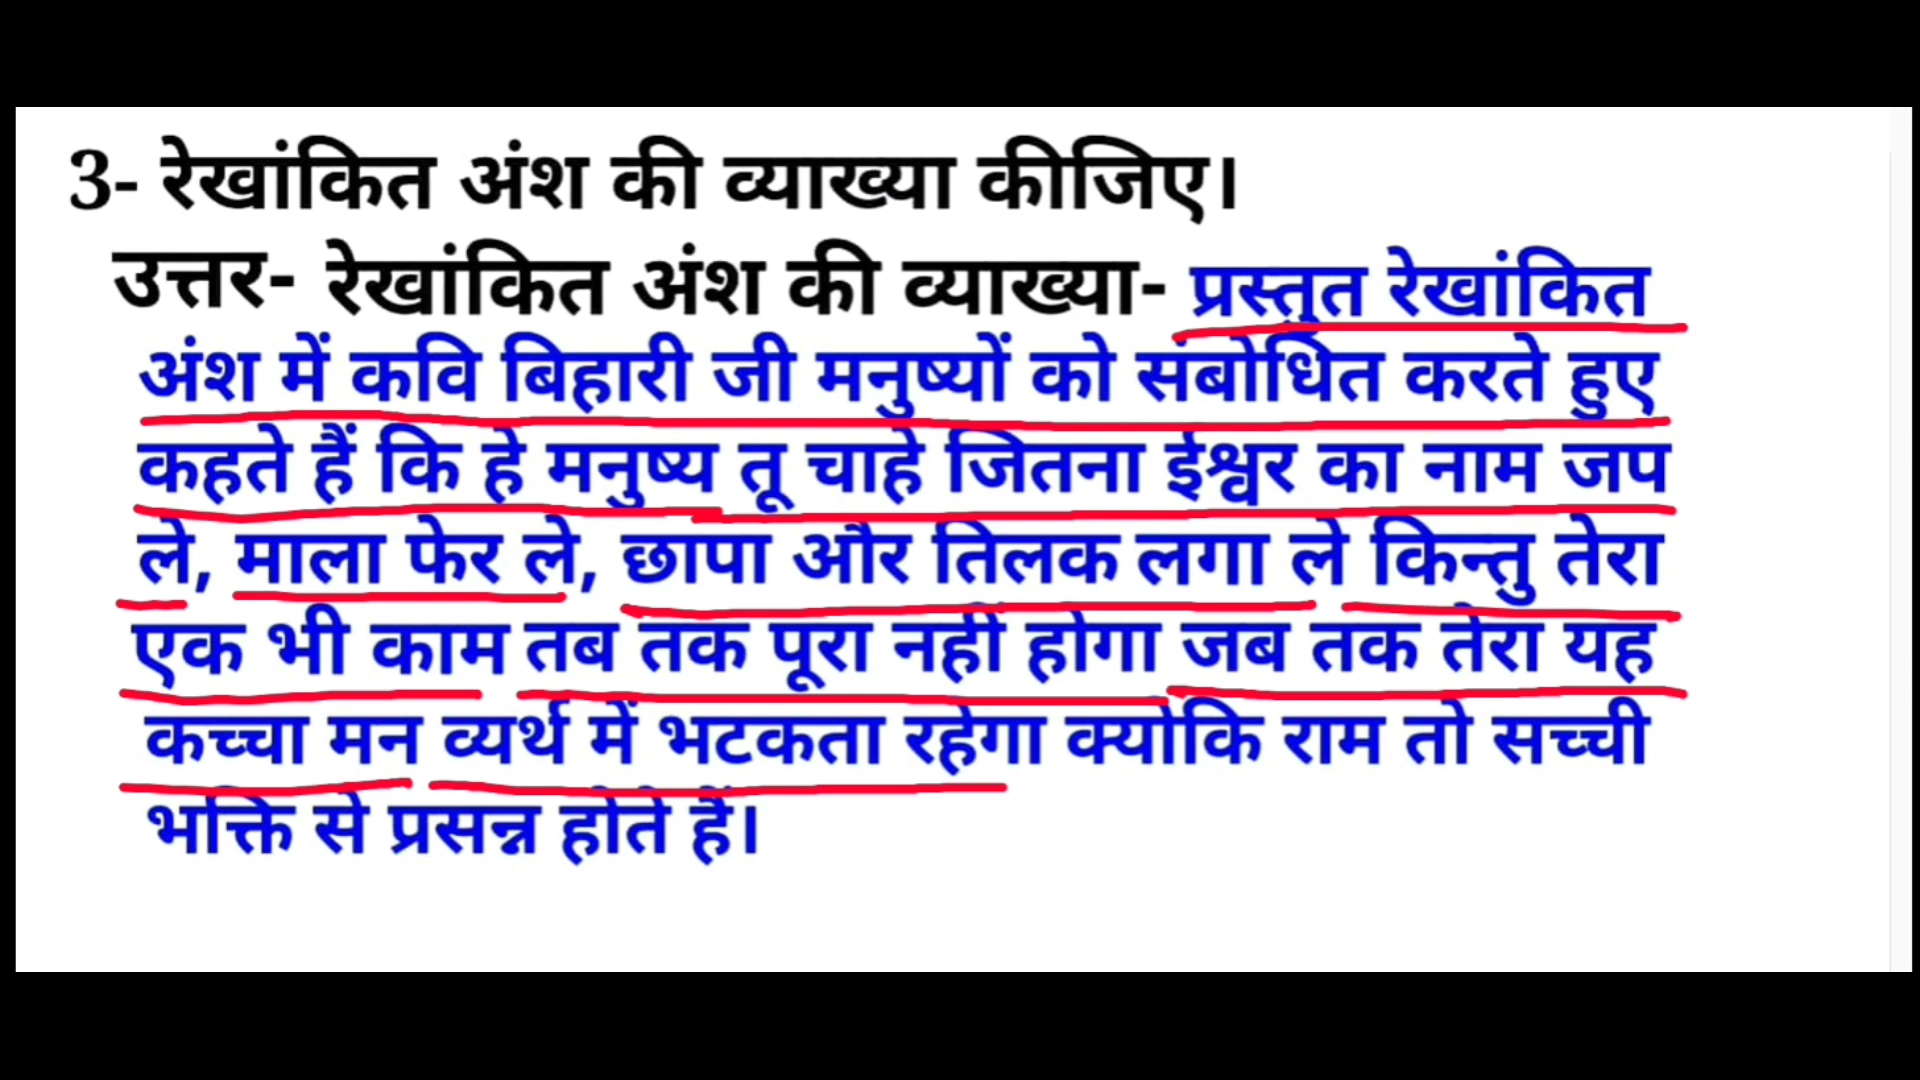 3- रेखांकित अंश की व्याख्या कीजिए।
उत्तर- रेखांकित अंश की व्याख्या- प्रस्तुत रेखांकित
अंश में कवि बिहारी जी मनुष्यों को संबोधित करते हुए
कहते हैं कि हे मनुष्य तू चाहे जितना ईश्वर का नाम जप
ले, माला फेर ले, छापा और तिलक लगा ले किन्तु तेरा
एक भी काम तब तक पूरा नहीं होगा जब तक तेरा यह
कच्चा मन व्यर्थ में भटकता रहेगा क्योंकि राम तो सच्ची
भक्ति से प्रसन्न होते हैं।